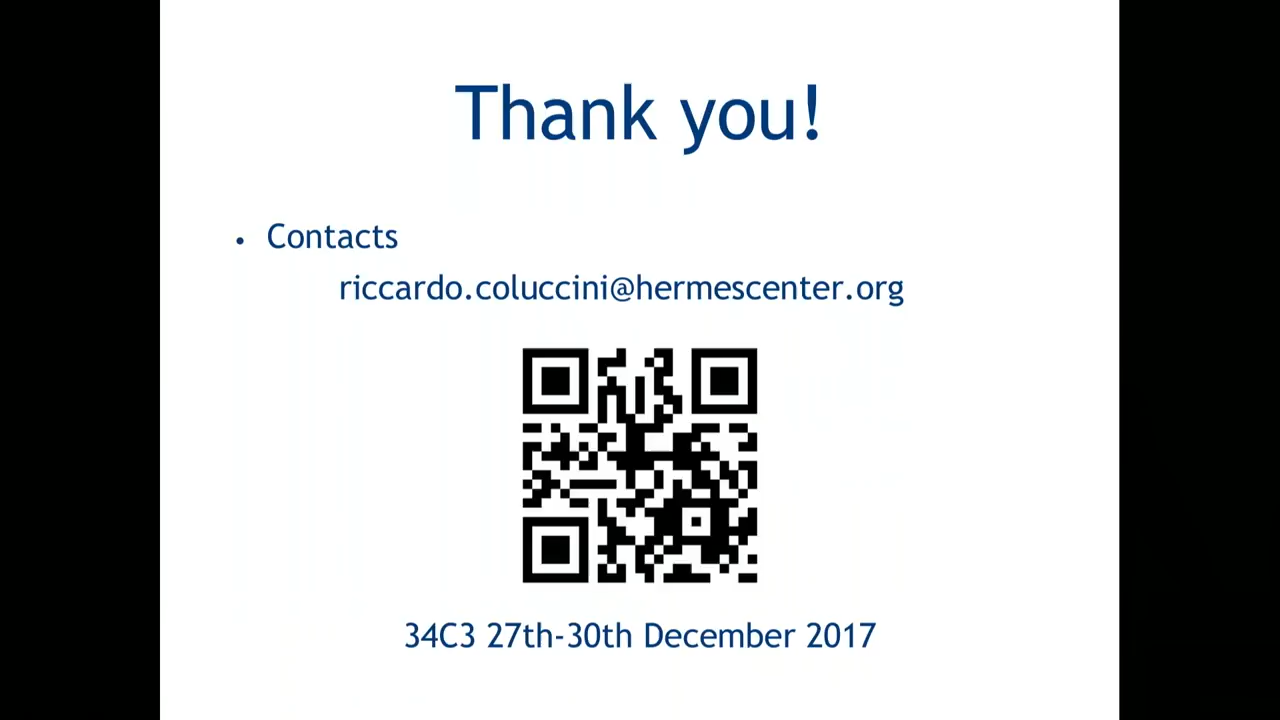 Thank you!
• Contacts
riccardo.coluccini@hermescenter.org
34C3 27th-30th December 2017